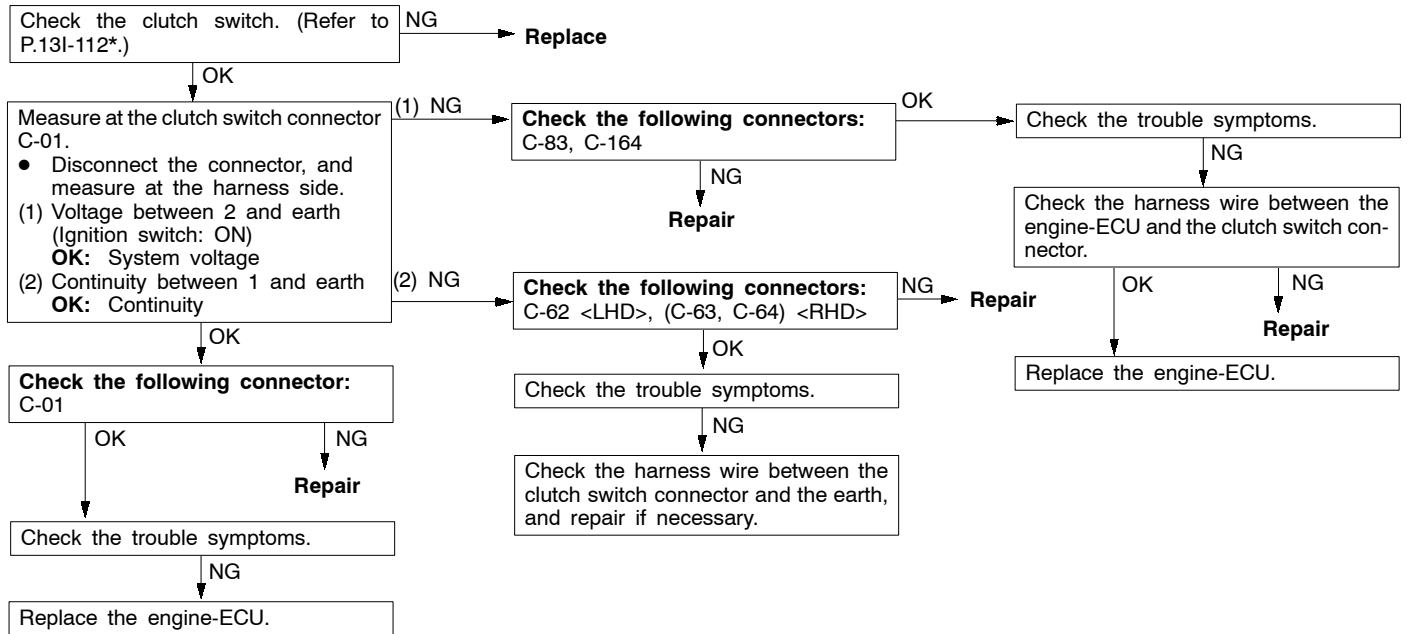 Check the clutch switch. (Refer to
P.13I-112*.)
NG
Replace
OK
Measure at the clutch switch connector
C-01.
● Disconnect the connector, and
measure at the harness side.
(1) Voltage between 2 and earth
(Ignition switch: ON)
OK: System voltage
(2) Continuity between 1 and earth
OK: Continuity
(1) NG
Check the following connectors:
C-83, C-164
OK
Check the trouble symptoms.
NG
Repair
NG
Check the harness wire between the
engine-ECU and the clutch switch con-
nector.
OK
NG
Repair
Replace the engine-ECU.
(2) NG
Check the following connectors:
C-62 <LHD>, (C-63, C-64) <RHD>
NG
Repair
OK
Check the trouble symptoms.
NG
Check the harness wire between the
clutch switch connector and the earth,
and repair if necessary.
OK
Check the following connector:
C-01
OK
NG
Repair
Check the trouble symptoms.
NG
Replace the engine-ECU.